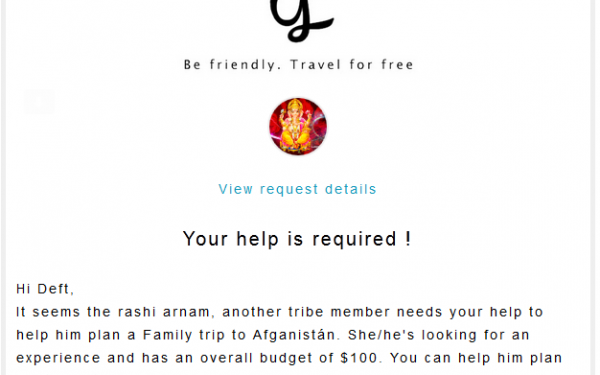 Be friendly. Travel for free
View request details
Your help is required !
Hi Deft,
It seems the rashi arnam, another tribe member needs your help to
help him plan a Family trip to Afganistán. She/he's looking for an
experience and has an overall budget of $100. You can help him plan